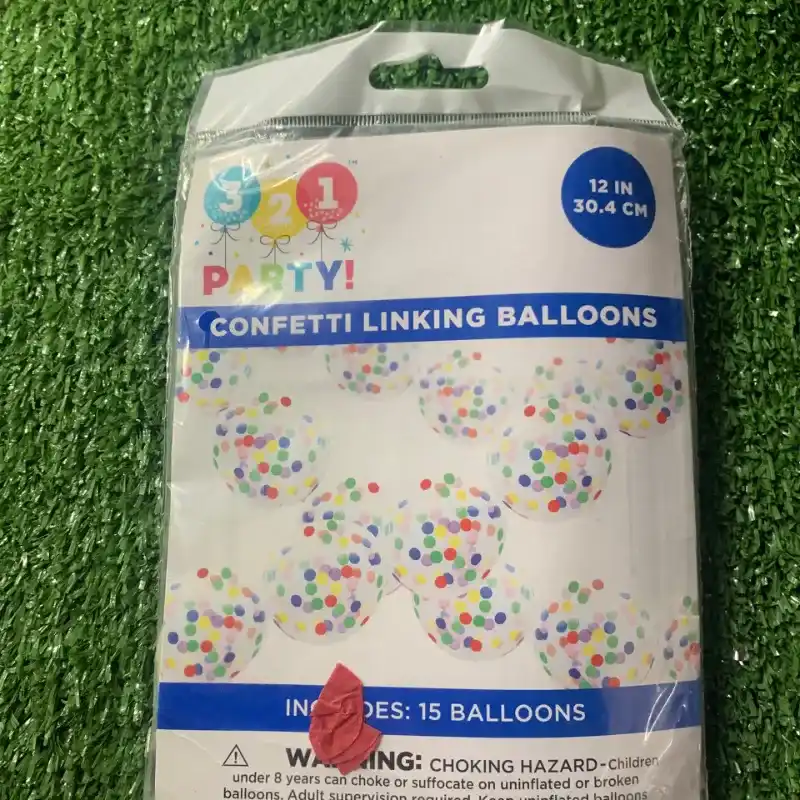 3 2 1 ™
PARTY!
12 IN
30.4 CM
CONFETTI LINKING BALLOONS
15 BALLOONS
CHOKING HAZARD-Children
under 8 years can choke or suffocate on uninflated or broken
balloons. Adult supervision required. Keep uninflated balloons